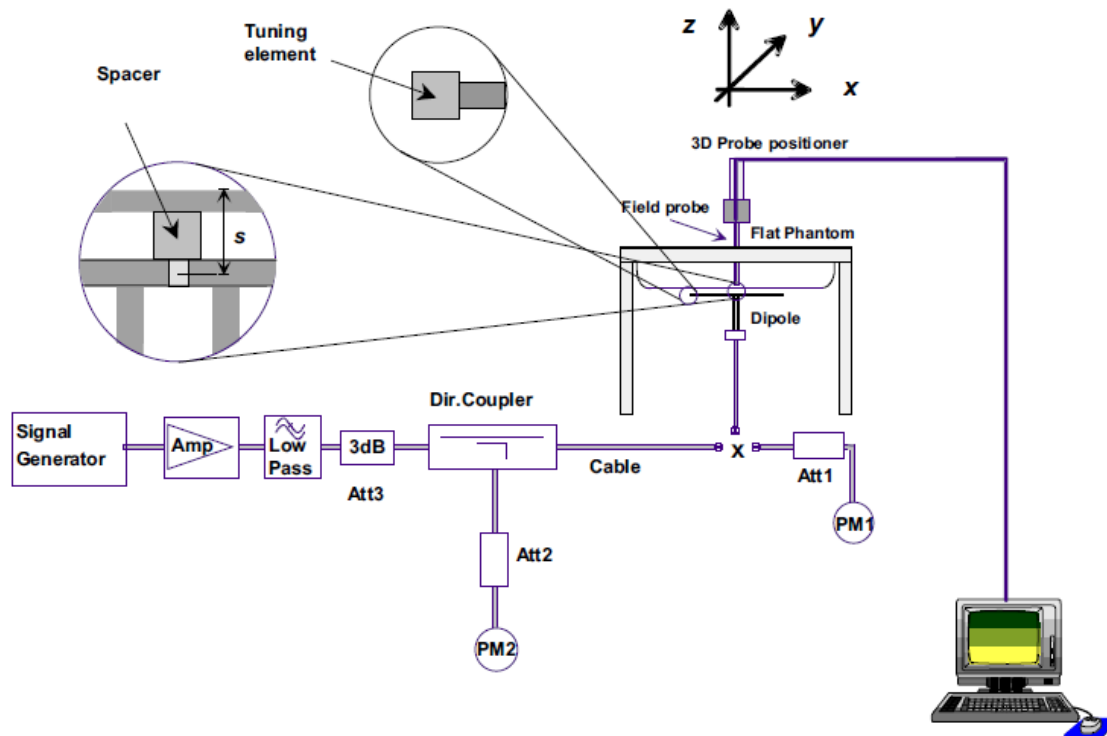 Tuning
element
Spacer
s
z
y
x
3D Probe positioner
Field probe
Flat Phantom
Dipole
Dir.Coupler
Signal
Generator
Amp
Low
Pass
3dB
Att3
Cable
X
Att1
PM1
Att2
PM2